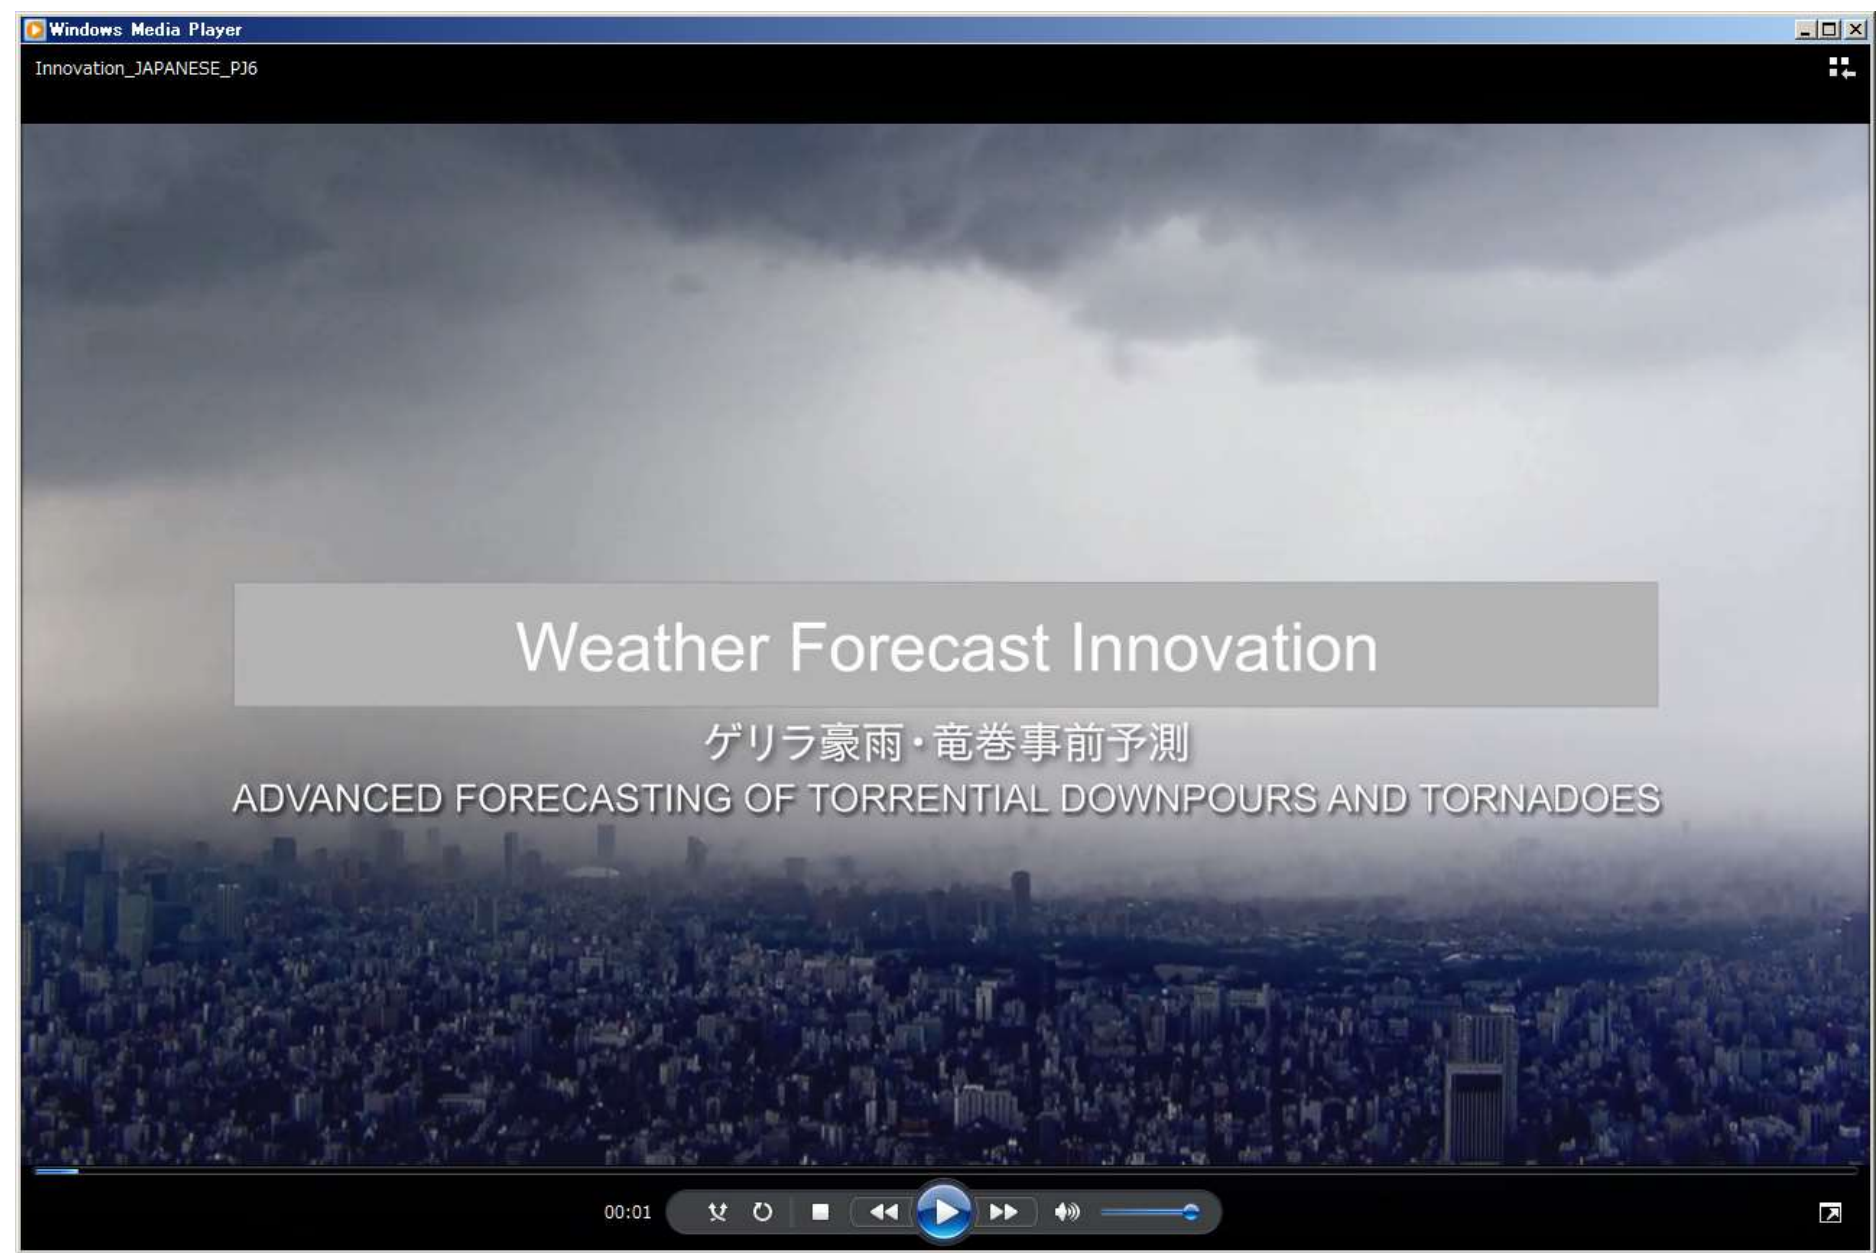 Windows Media Player
Innovation_JAPANESE_PJ6
Weather Forecast Innovation
ゲリラ豪雨・竜巻事前予測
ADVANCED FORECASTING OF TORRENTIAL DOWNPOURS AND TORNADOES
00:01